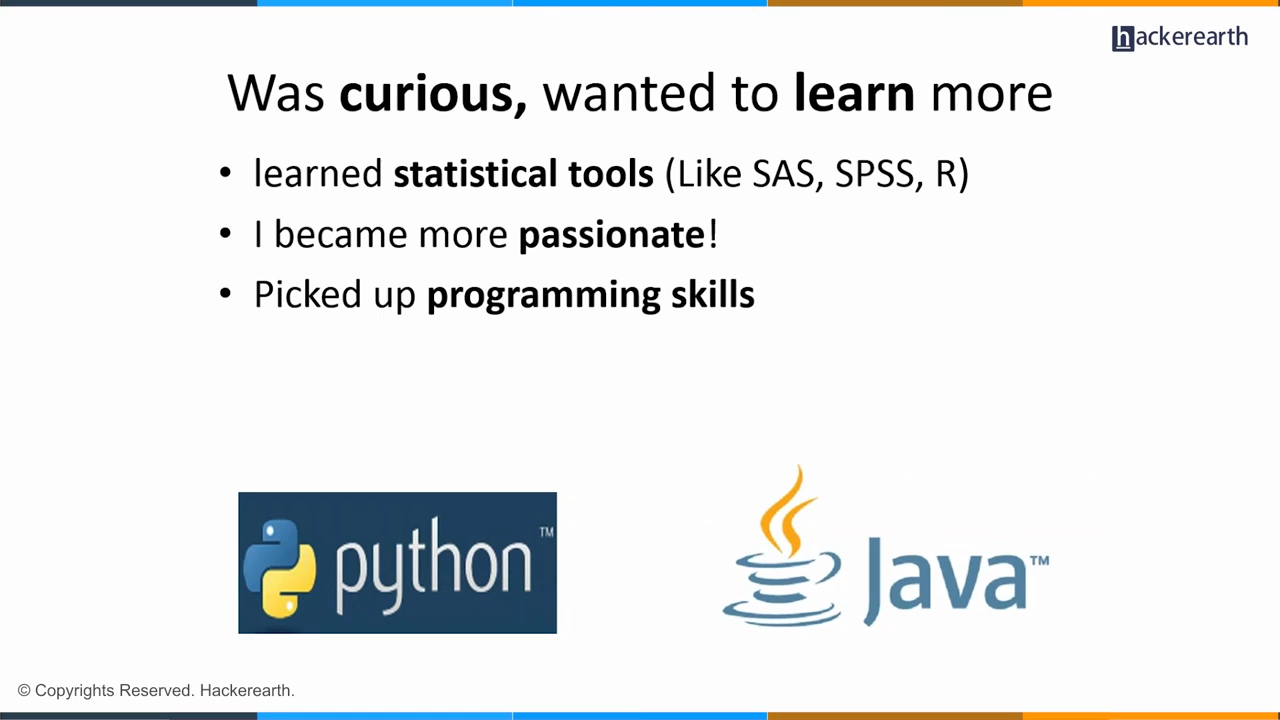 hackerearth
Was curious, wanted to learn more
• learned statistical tools (Like SAS, SPSS, R)
• I became more passionate!
• Picked up programming skills
python™
Java™
© Copyrights Reserved. Hackerearth.